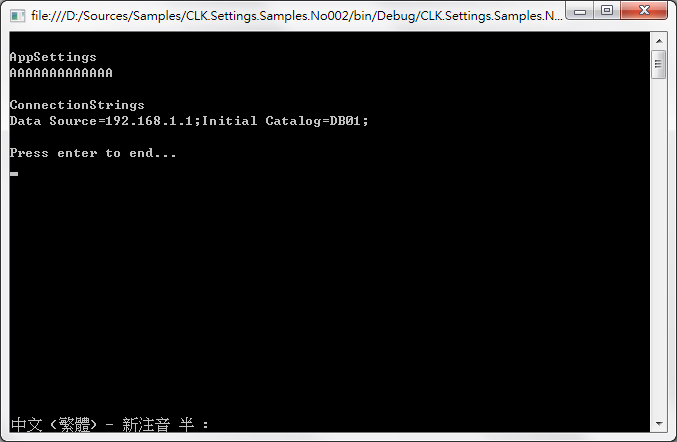 file:///D:/Sources/Samples/CLK.Settings.Samples.No002/bin/Debug/CLK.Settings.Samples.N...
AppSettings
AAAAAAAAAAAAA
ConnectionStrings
Data Source=192.168.1.1;Initial Catalog=DB01;
Press enter to end...
中文 (繁體) - 新注音 半 :